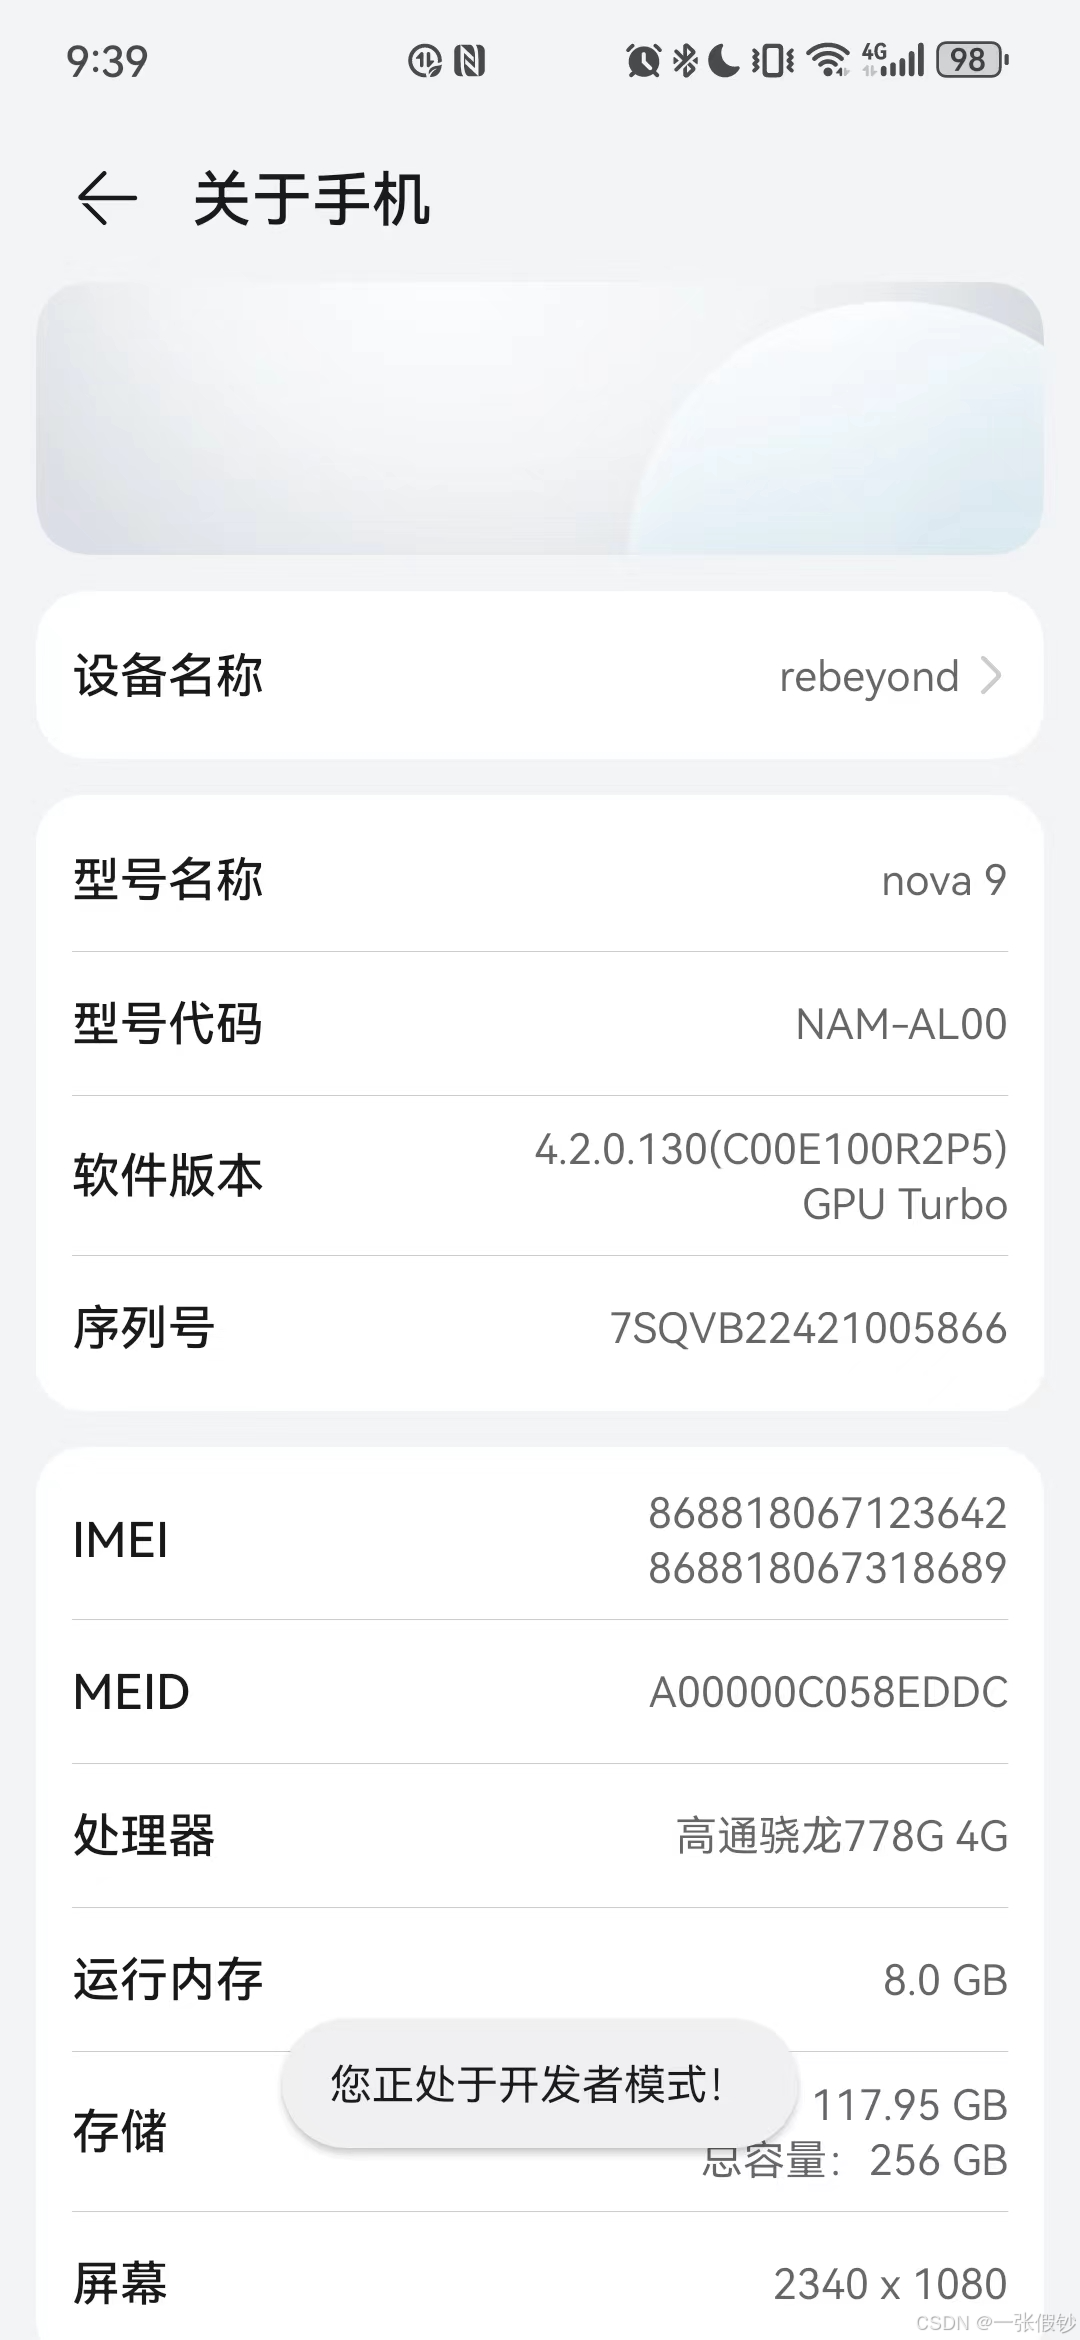 9:39
4G
98
关于手机
设备名称
rebeyond
型号名称
nova 9
型号代码
NAM-AL00
软件版本
4.2.0.130(C00E100R2P5)
GPU Turbo
序列号
7SQVB22421005866
IMEI
868818067123642
868818067318689
MEID
A00000C058EDDC
处理器
高通骁龙778G 4G
运行内存
8.0 GB
您正处于开发者模式！
存储
117.95 GB
总容量：256 GB
屏幕
2340 x 1080
CSDN @一张假钞